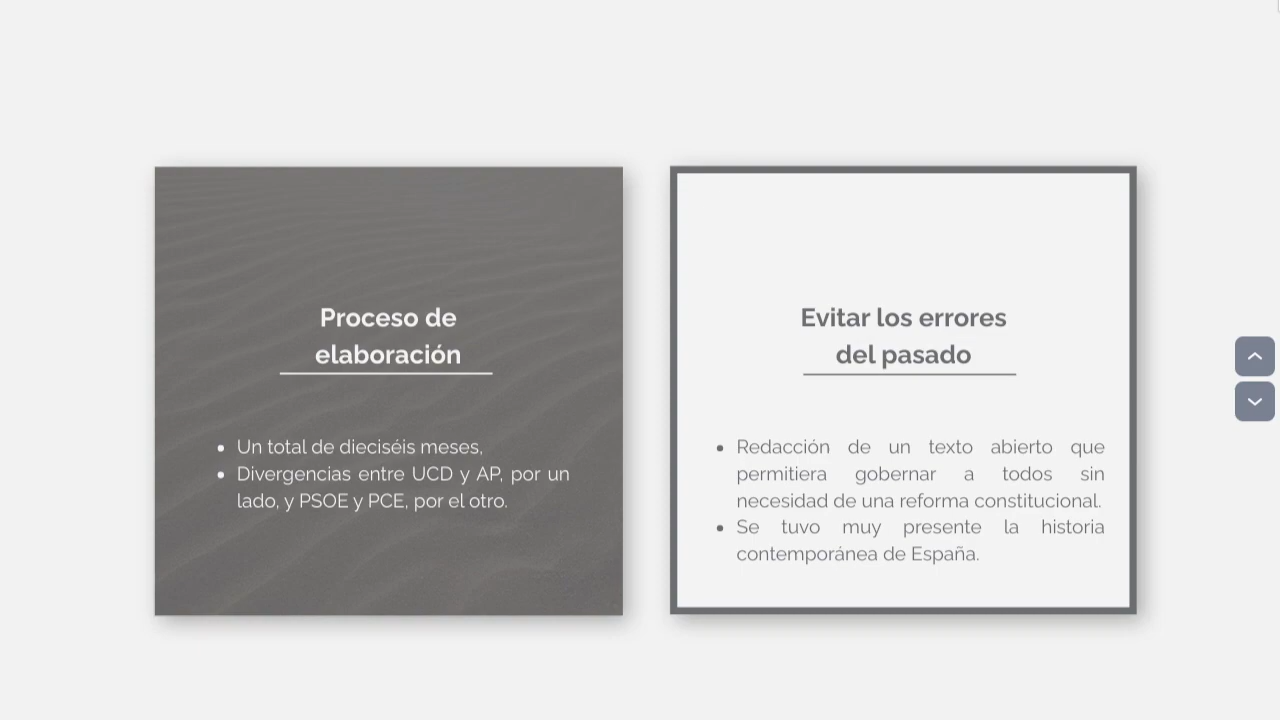 Proceso de
elaboración
• Un total de dieciséis meses,
• Divergencias entre UCD y AP, por un
lado, y PSOE y PCE, por el otro.
Evitar los errores
del pasado
• Redacción de un texto abierto que
permitiera gobernar a todos sin
necesidad de una reforma constitucional.
• Se tuvo muy presente la historia
contemporánea de España.